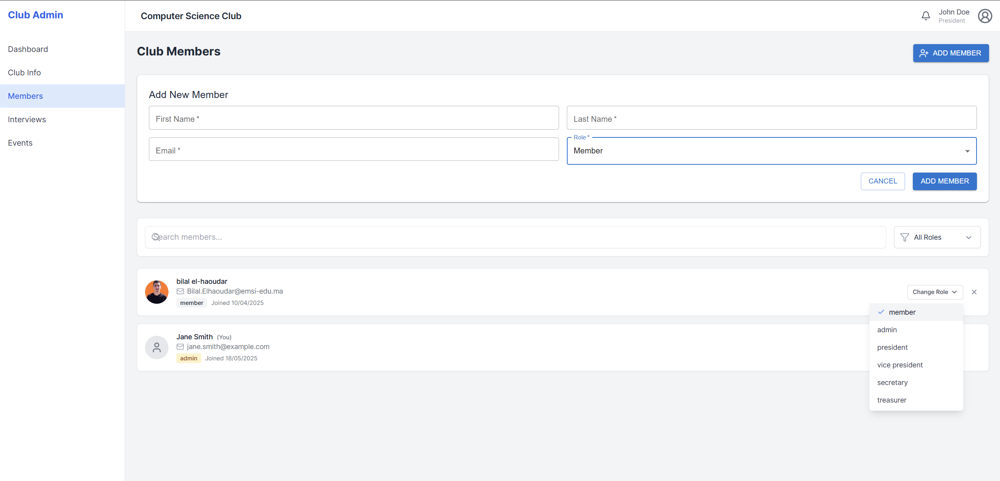 Club Admin
Computer Science Club
John Doe
President
Dashboard
Club Info
Members
Interviews
Events
Club Members
ADD MEMBER
Add New Member
First Name *
Last Name *
Email *
Role *
Member
CANCEL
ADD MEMBER
Search members...
All Roles
bilal el-haoudar
Bilal.Elhaoudar@emsi-edu.ma
member Joined 10/04/2025
Change Role
member
admin
president
vice president
secretary
treasurer
Jane Smith (You)
jane.smith@example.com
admin Joined 18/05/2025